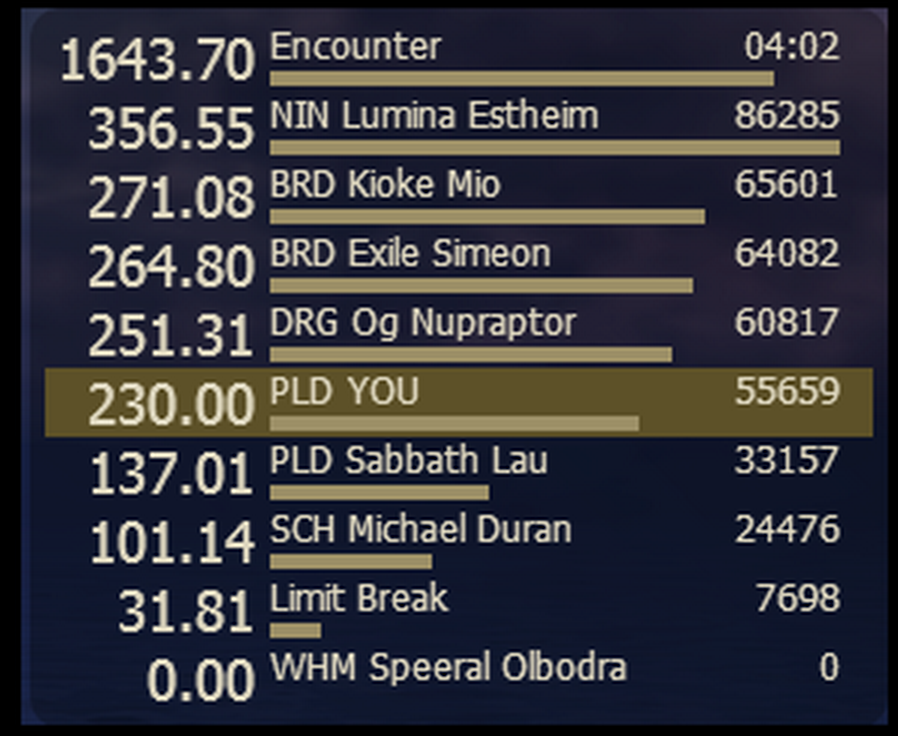 1643.70 Encounter 04:02
356.55 NIN Lumina Estheim 86285
271.08 BRD Kioke Mio 65601
264.80 BRD Exile Simeon 64082
251.31 DRG Og Nupraptor 60817
230.00 PLD YOU 55659
137.01 PLD Sabbath Lau 33157
101.14 SCH Michael Duran 24476
31.81 Limit Break 7698
0.00 WHM Speeral Olbodra 0